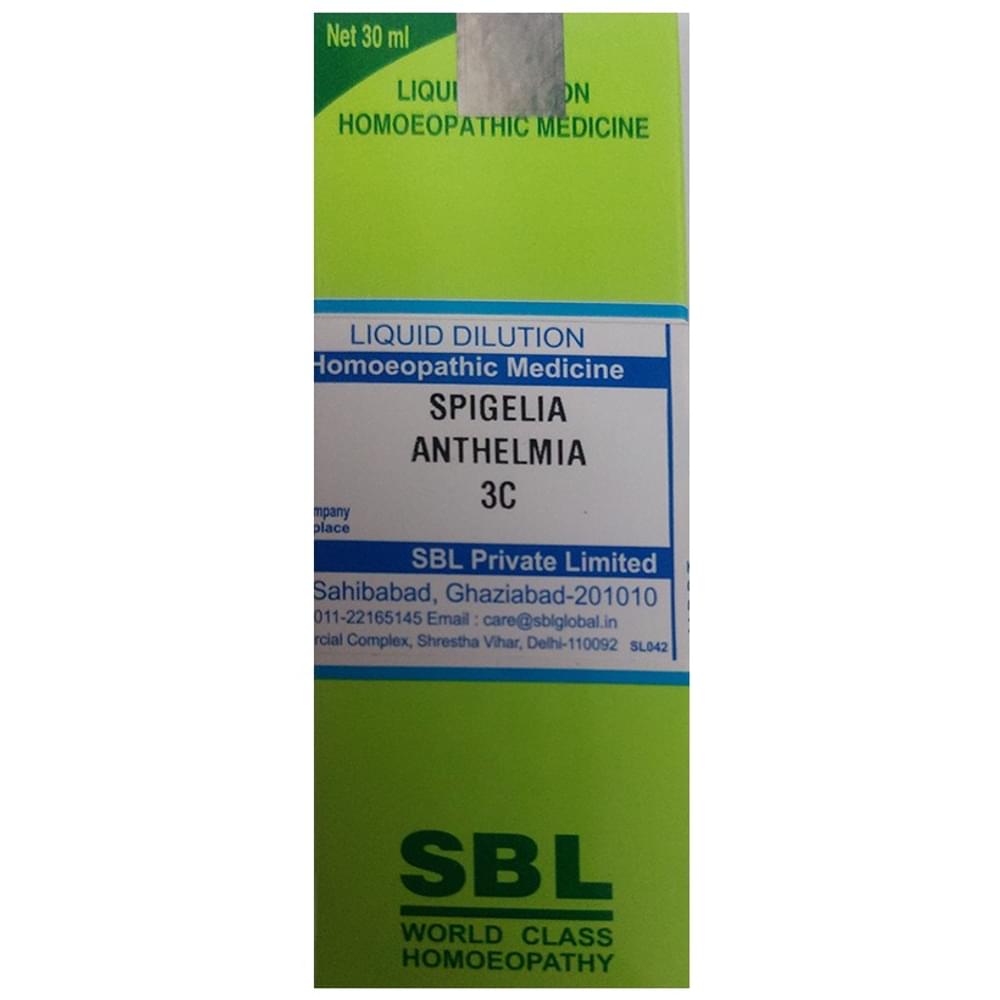 Net 30 ml
HOMOEOPATHIC MEDICINE
LIQUID DILUTION
Homoeopathic Medicine
SPIGELIA
ANTHELMIA
3C
SBL Private Limited
Sahibabad, Ghaziabad-201010
011-22165145 Email : care@sblglobal.in
Complex, Shrestha Vihar, Delhi-110092 SL042
SBL
WORLD CLASS
HOMOEOPATHY